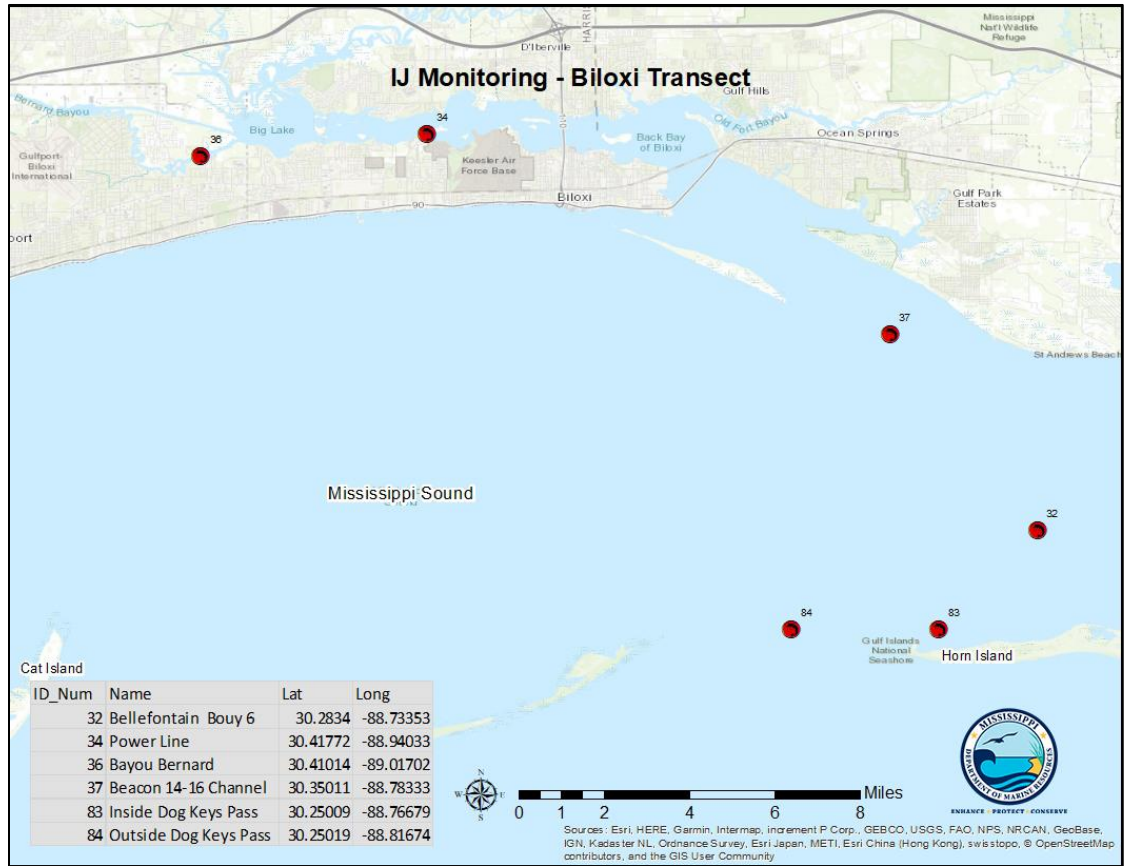 Mississippi
Nat'l Wildlife
Refuge
D'Iberville
HARRIS
IJ Monitoring - Biloxi Transect
Gulf Hills
Bernard Bayou
34
Big Lake
Old Fort Bayou
110
Ocean Springs
36
Back Bay
of Biloxi
Gulfport-
Biloxi
International
Keesler Air
Force Base
Biloxi
90
Gulf Park
Estates
port
37
St Andrews Beach
Mississippi Sound
32
84
83
Gulf Islands
National
Seashore
Horn Island
Cat Island
ID_Num Name Lat Long
32 Bellefontain Bouy 6 30.2834 -88.73353
34 Power Line 30.41772 -88.94033
36 Bayou Bernard 30.41014 -89.01702
37 Beacon 14-16 Channel 30.35011 -88.78333
83 Inside Dog Keys Pass 30.25009 -88.76679
84 Outside Dog Keys Pass 30.25019 -88.81674
N
W E
S
Miles
0 1 2 4 6 8
MISSISSIPPI
DEPARTMENT OF MARINE RESOURCES
ENHANCE • PROTECT • CONSERVE
Sources: Esri, HERE, Garmin, Intermap, increment P Corp., GEBCO, USGS, FAO, NPS, NRCAN, GeoBase,
IGN, Kadaster NL, Ordnance Survey, Esri Japan, METI, Esri China (Hong Kong), swisstopo, © OpenStreetMap
contributors, and the GIS User Community